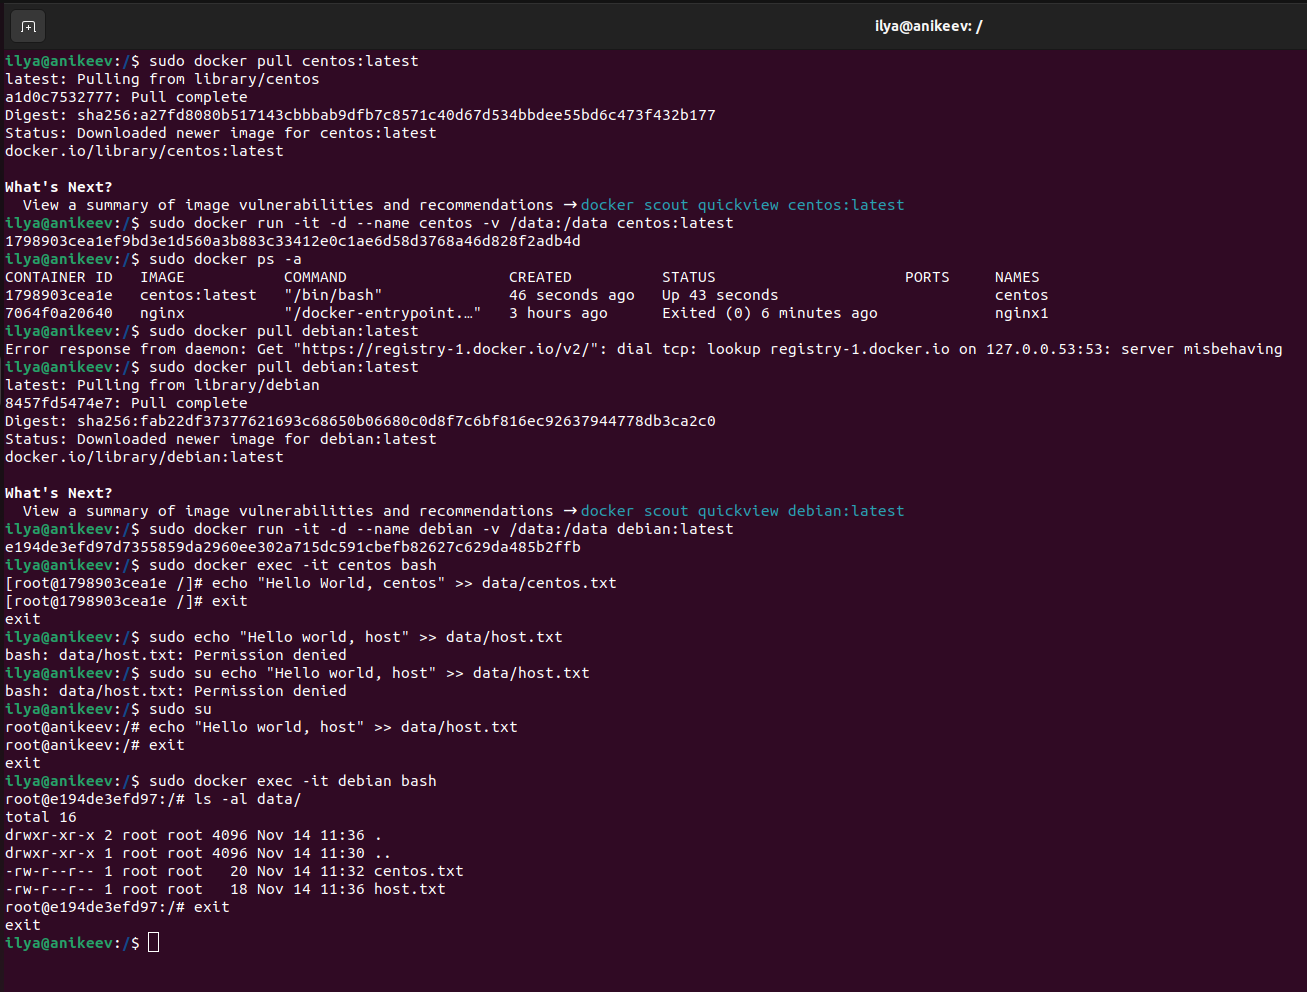 ilya@anikeev: /
ilya@anikeev:/$ sudo docker pull centos:latest
latest: Pulling from library/centos
a1d0c7532777: Pull complete
Digest: sha256:a27fd8080b517143cbbbab9dfb7c8571c40d67d534bbdee55bd6c473f432b177
Status: Downloaded newer image for centos:latest
docker.io/library/centos:latest
What's Next?
  View a summary of image vulnerabilities and recommendations → docker scout quickview centos:latest
ilya@anikeev:/$ sudo docker run -it -d --name centos -v /data:/data centos:latest
1798903cea1ef9bd3e1d560a3b883c33412e0c1ae6d58d3768a46d828f2adb4d
ilya@anikeev:/$ sudo docker ps -a
CONTAINER ID   IMAGE           COMMAND                  CREATED          STATUS                     PORTS     NAMES
1798903cea1e   centos:latest   "/bin/bash"              46 seconds ago   Up 43 seconds                        centos
7064f0a20640   nginx           "/docker-entrypoint.…"   3 hours ago      Exited (0) 6 minutes ago             nginx1
ilya@anikeev:/$ sudo docker pull debian:latest
Error response from daemon: Get "https://registry-1.docker.io/v2/": dial tcp: lookup registry-1.docker.io on 127.0.0.53:53: server misbehaving
ilya@anikeev:/$ sudo docker pull debian:latest
latest: Pulling from library/debian
8457fd5474e7: Pull complete
Digest: sha256:fab22df37377621693c68650b06680c0d8f7c6bf816ec92637944778db3ca2c0
Status: Downloaded newer image for debian:latest
docker.io/library/debian:latest
What's Next?
  View a summary of image vulnerabilities and recommendations → docker scout quickview debian:latest
ilya@anikeev:/$ sudo docker run -it -d --name debian -v /data:/data debian:latest
e194de3efd97d7355859da2960ee302a715dc591cbefb82627c629da485b2ffb
ilya@anikeev:/$ sudo docker exec -it centos bash
[root@1798903cea1e /]# echo "Hello World, centos" >> data/centos.txt
[root@1798903cea1e /]# exit
exit
ilya@anikeev:/$ sudo echo "Hello world, host" >> data/host.txt
bash: data/host.txt: Permission denied
ilya@anikeev:/$ sudo su echo "Hello world, host" >> data/host.txt
bash: data/host.txt: Permission denied
ilya@anikeev:/$ sudo su
root@anikeev:/# echo "Hello world, host" >> data/host.txt
root@anikeev:/# exit
exit
ilya@anikeev:/$ sudo docker exec -it debian bash
root@e194de3efd97:/# ls -al data/
total 16
drwxr-xr-x 2 root root 4096 Nov 14 11:36 .
drwxr-xr-x 1 root root 4096 Nov 14 11:30 ..
-rw-r--r-- 1 root root   20 Nov 14 11:32 centos.txt
-rw-r--r-- 1 root root   18 Nov 14 11:36 host.txt
root@e194de3efd97:/# exit
exit
ilya@anikeev:/$